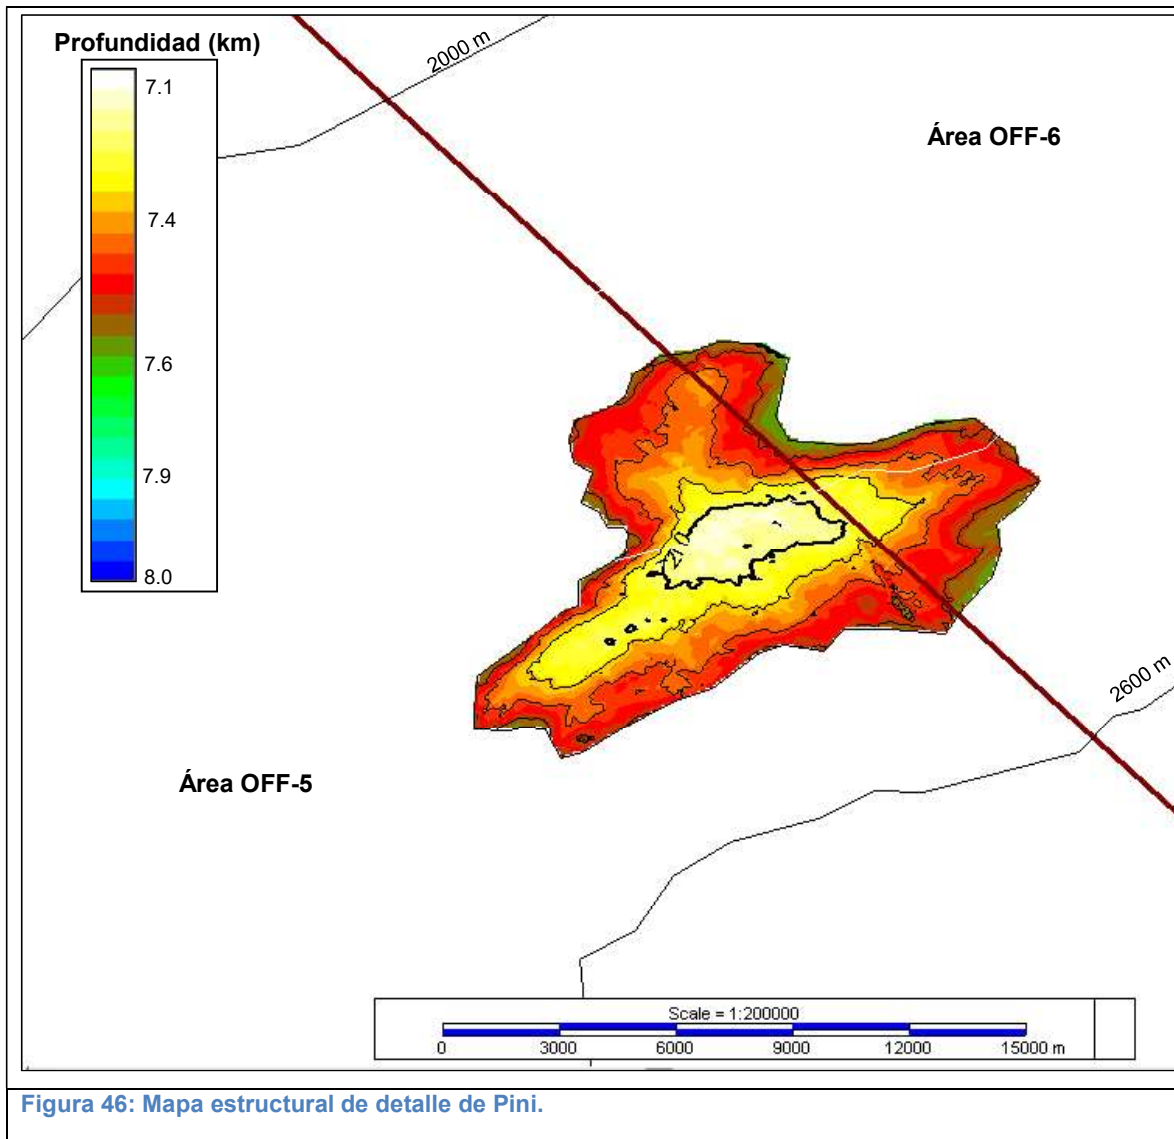 Profundidad (km)
7.1
7.4
7.6
7.9
8.0
2000 m
Área OFF-6
Área OFF-5
2600 m
Scale = 1:200000
0 3000 6000 9000 12000 15000 m
Figura 46: Mapa estructural de detalle de Pini.